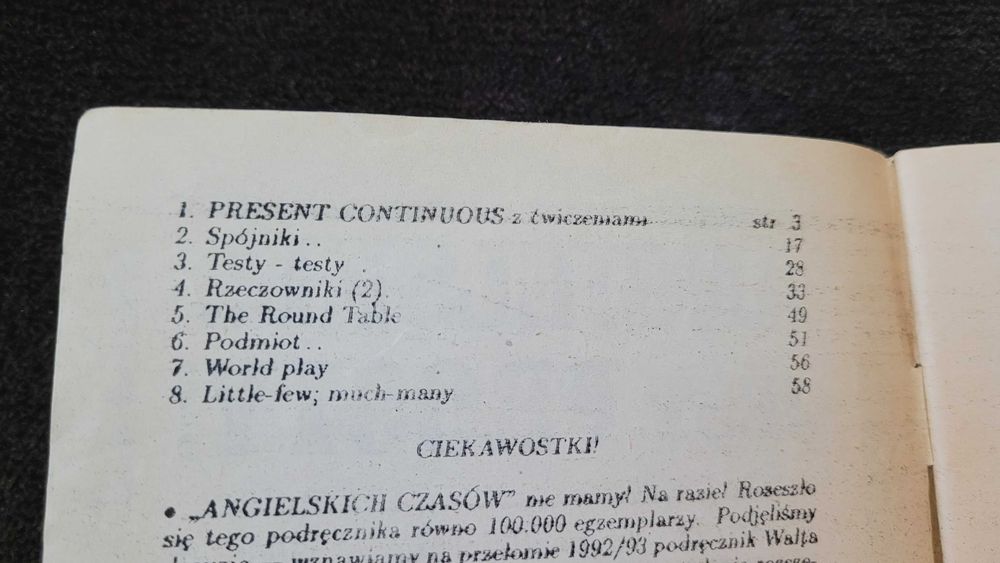 1. PRESENT CONTINUOUS z ćwiczeniami str 3
2. Spójniki.. 17
3. Testy - testy . 28
4. Rzeczowniki (2). 33
5. The Round Table 49
6. Podmiot.. 51
7. World play 56
8. Little-few; much-many 58
CIEKAWOSTKI!
• „ANGIELSKICH CZASÓW" nie mamy! Na razie! Roseszło
się tego podręcznika równo 100.000 egzemplarzy. Podjęliśmy
wznawiamy na przełomie 1992/93 podręcznik Walta